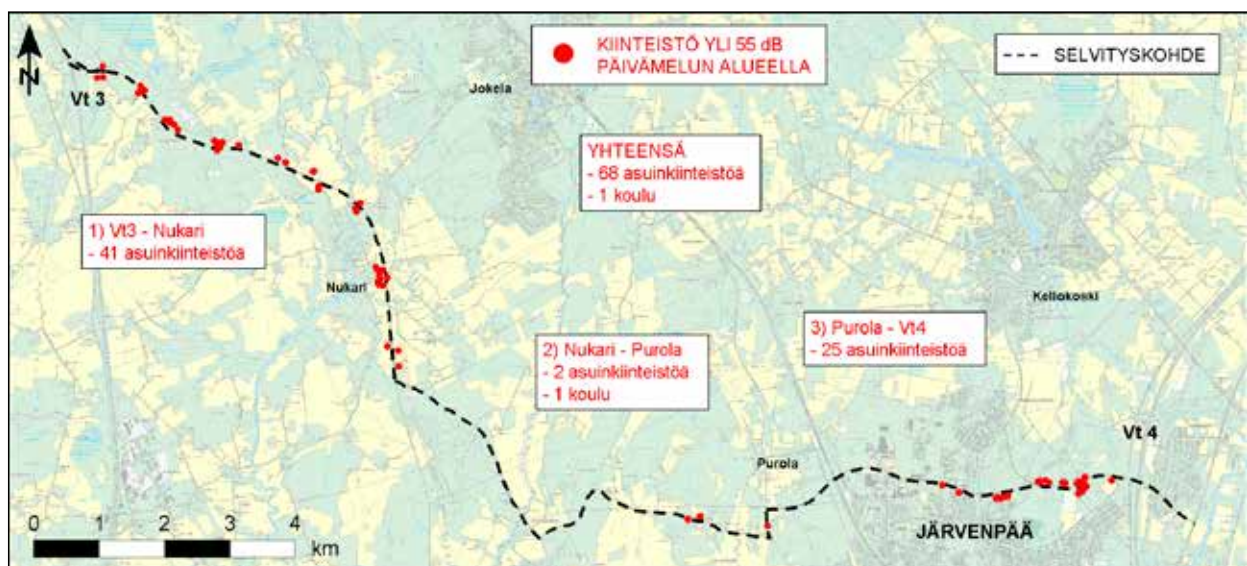 N
Vt 3
KIINTEISTÖ YLI 55 dB
PÄIVÄMELUN ALUEELLA
SELVITYSKOHDE
Jokela
YHTEENSÄ
- 68 asuinkiinteistöä
- 1 koulu
1) Vt3 - Nukari
- 41 asuinkiinteistöä
Nukari
Kellokoski
2) Nukari - Purola
- 2 asuinkiinteistöä
- 1 koulu
3) Purola - Vt4
- 25 asuinkiinteistöä
Vt 4
Purola
JÄRVENPÄÄ
0 1 2 3 4
km